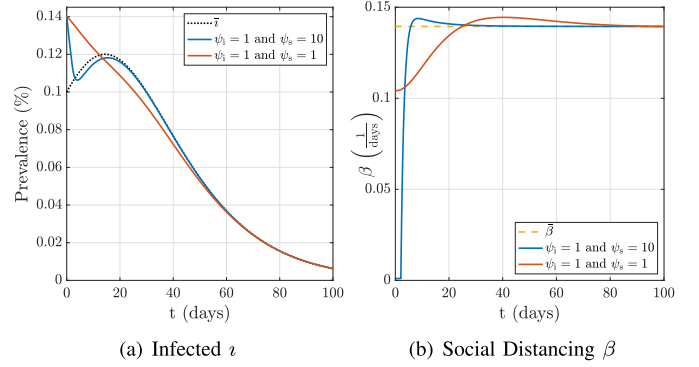 0.14
0.12
0.1
0.08
0.06
0.04
0.02
0
Prevalence (%)
0 20 40 60 80 100
t (days)
ī
ψᵢ = 1 and ψₛ = 10
ψᵢ = 1 and ψₛ = 1
(a) Infected ı
0.15
0.1
0.05
0
β (1/days)
0 20 40 60 80 100
t (days)
β̄
ψᵢ = 1 and ψₛ = 10
ψᵢ = 1 and ψₛ = 1
(b) Social Distancing β